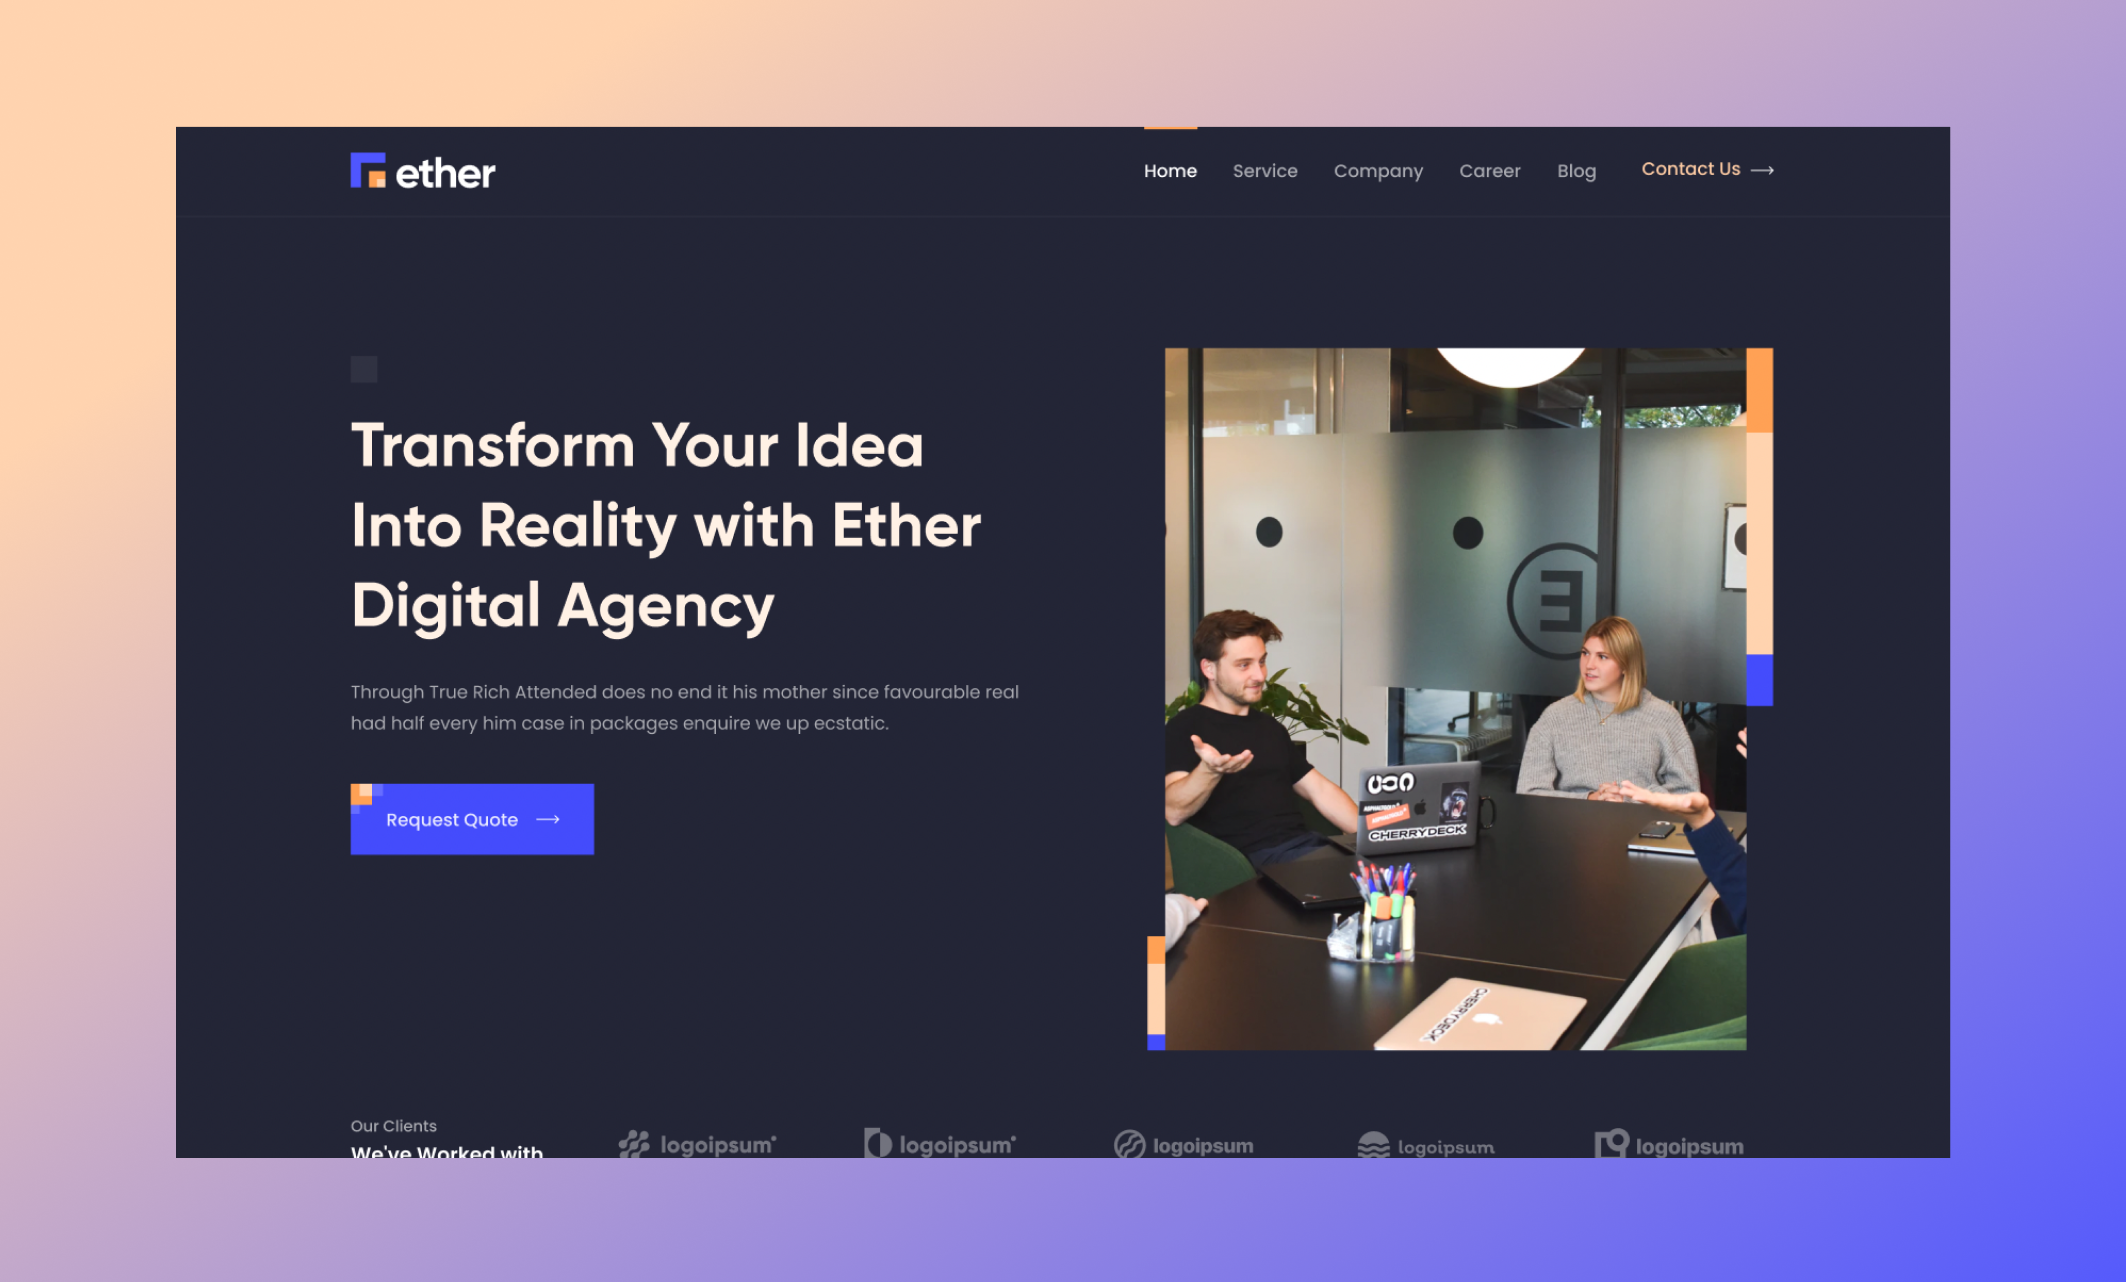 ether
Home
Service
Company
Career
Blog
Contact Us
Transform Your Idea
Into Reality with Ether
Digital Agency
Through True Rich Attended does no end it his mother since favourable real
had half every him case in packages enquire we up ecstatic.
Request Quote
E
CHERRYDECK
CHERRYDECK
Our Clients
We've Worked with
logoipsum
logoipsum
logoipsum
logoipsum
logoipsum